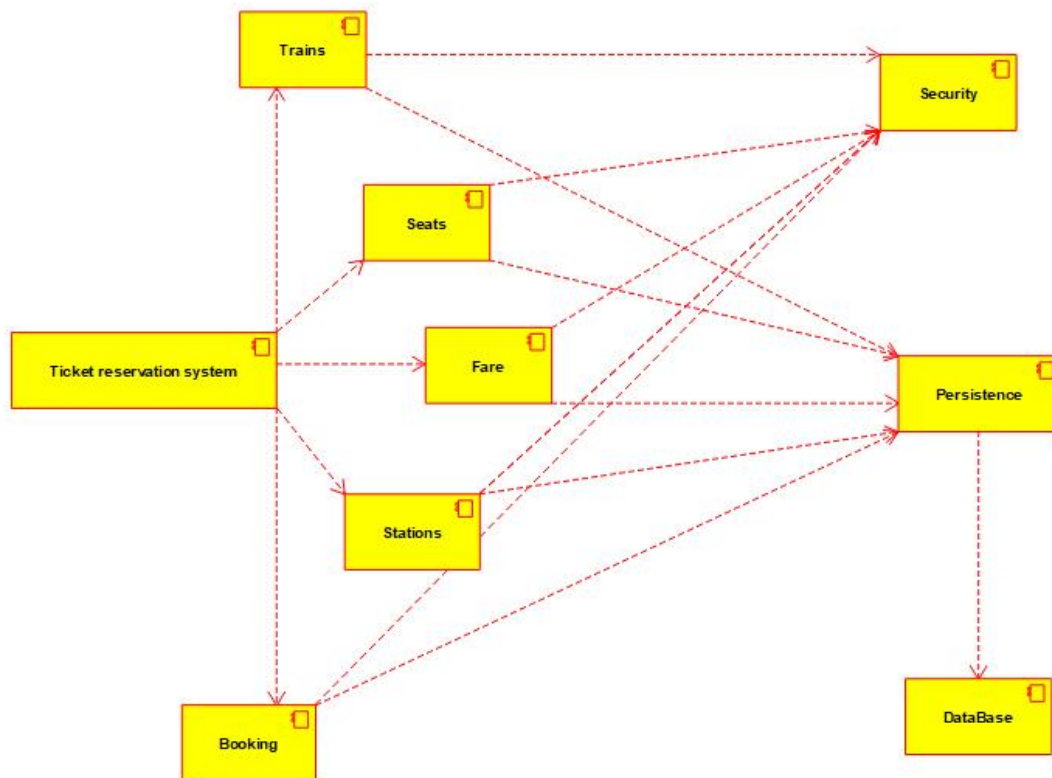 Trains
Security
Seats
Ticket reservation system
Fare
Persistence
Stations
Booking
DataBase